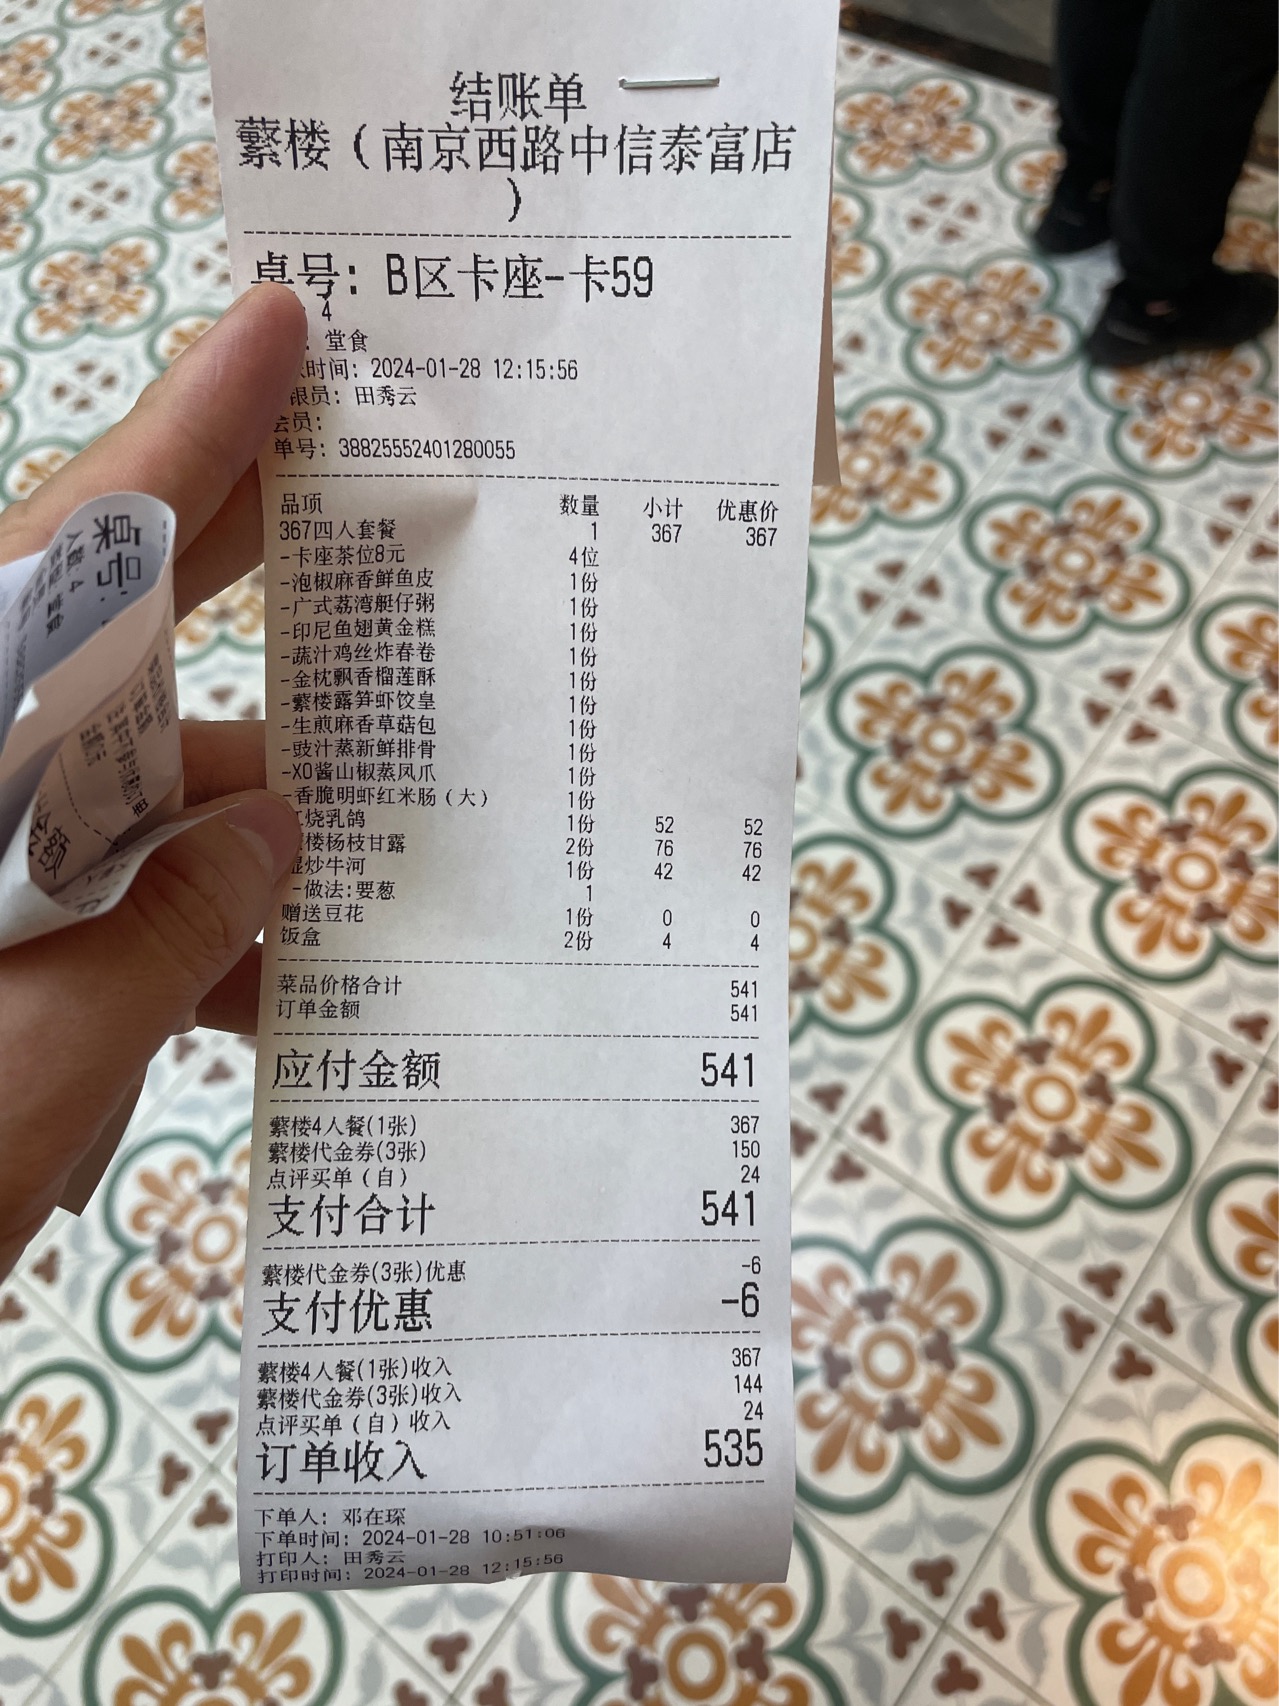 结账单
蘩楼（南京西路中信泰富店
）
桌号: B区卡座-卡59
4
堂食
时间: 2024-01-28 12:15:56
银员: 田秀云
会员:
单号: 38825552401280055
品项 数量 小计 优惠价
367四人套餐 1 367 367
-卡座茶位8元 4位
-泡椒麻香鲜鱼皮 1份
-广式荔湾艇仔粥 1份
-印尼鱼翅黄金糕 1份
-蔬汁鸡丝炸春卷 1份
-金枕飘香榴莲酥 1份
-蘩楼露笋虾饺皇 1份
-生煎麻香草菇包 1份
-豉汁蒸新鲜排骨 1份
-XO酱山椒蒸凤爪 1份
-香脆明虾红米肠（大） 1份
烧乳鸽 1份 52 52
楼杨枝甘露 2份 76 76
湿炒牛河 1份 42 42
-做法:要葱 1
赠送豆花 1份 0 0
饭盒 2份 4 4
菜品价格合计 541
订单金额 541
应付金额 541
蘩楼4人餐(1张) 367
蘩楼代金券(3张) 150
点评买单（自） 24
支付合计 541
蘩楼代金券(3张)优惠 -6
支付优惠 -6
蘩楼4人餐(1张)收入 367
蘩楼代金券(3张)收入 144
点评买单（自）收入 24
订单收入 535
下单人: 邓在琛
下单时间: 2024-01-28 10:51:06
打印人: 田秀云
打印时间: 2024-01-28 12:15:56
桌号:
人数: 4
金额